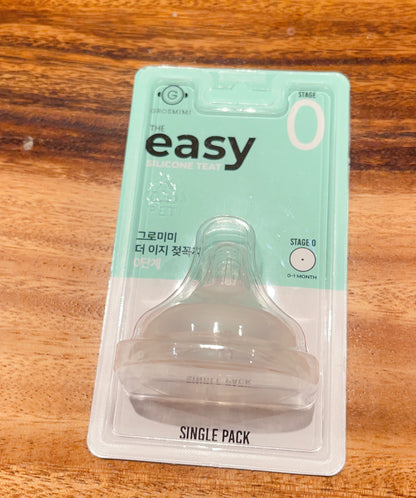 GROSMIMI
STAGE
0
THE
easy
SILICONE TEAT
PET
그로미미
더 이지 젖꼭지
0단계
STAGE 0
0-1 MONTH
SINGLE PACK
SINGLE PACK